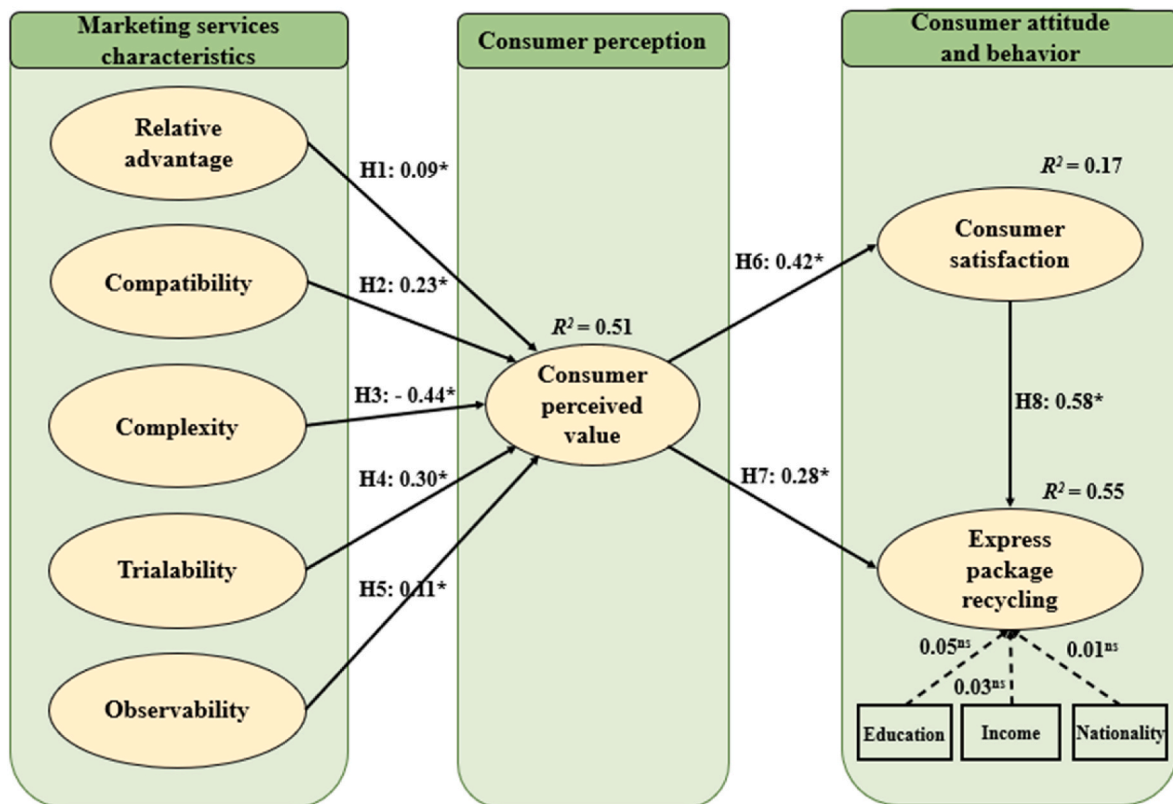 Marketing services
characteristics
Consumer perception
Consumer attitude
and behavior
Relative
advantage
Compatibility
Complexity
Trialability
Observability
H1: 0.09*
H2: 0.23*
H3: - 0.44*
H4: 0.30*
H5: 0.11*
R² = 0.51
Consumer
perceived
value
H6: 0.42*
H7: 0.28*
R² = 0.17
Consumer
satisfaction
H8: 0.58*
R² = 0.55
Express
package
recycling
0.05ⁿˢ
0.03ⁿˢ
0.01ⁿˢ
Education
Income
Nationality